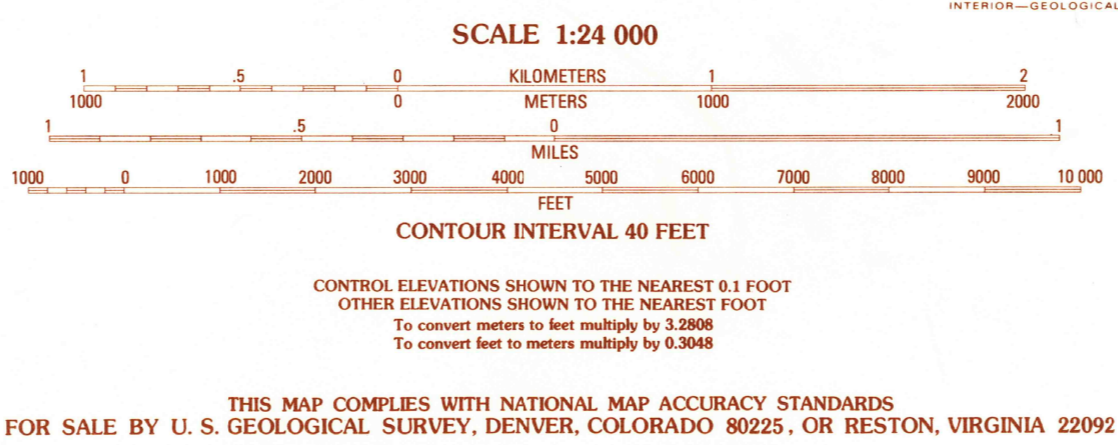 INTERIOR—GEOLOGICAL
SCALE 1:24 000
1 .5 0 KILOMETERS 1 2
1000 0 METERS 1000 2000
1 .5 0 1
MILES
1000 0 1000 2000 3000 4000 5000 6000 7000 8000 9000 10 000
FEET
CONTOUR INTERVAL 40 FEET
CONTROL ELEVATIONS SHOWN TO THE NEAREST 0.1 FOOT
OTHER ELEVATIONS SHOWN TO THE NEAREST FOOT
To convert meters to feet multiply by 3.2808
To convert feet to meters multiply by 0.3048
THIS MAP COMPLIES WITH NATIONAL MAP ACCURACY STANDARDS
FOR SALE BY U. S. GEOLOGICAL SURVEY, DENVER, COLORADO 80225, OR RESTON, VIRGINIA 22092